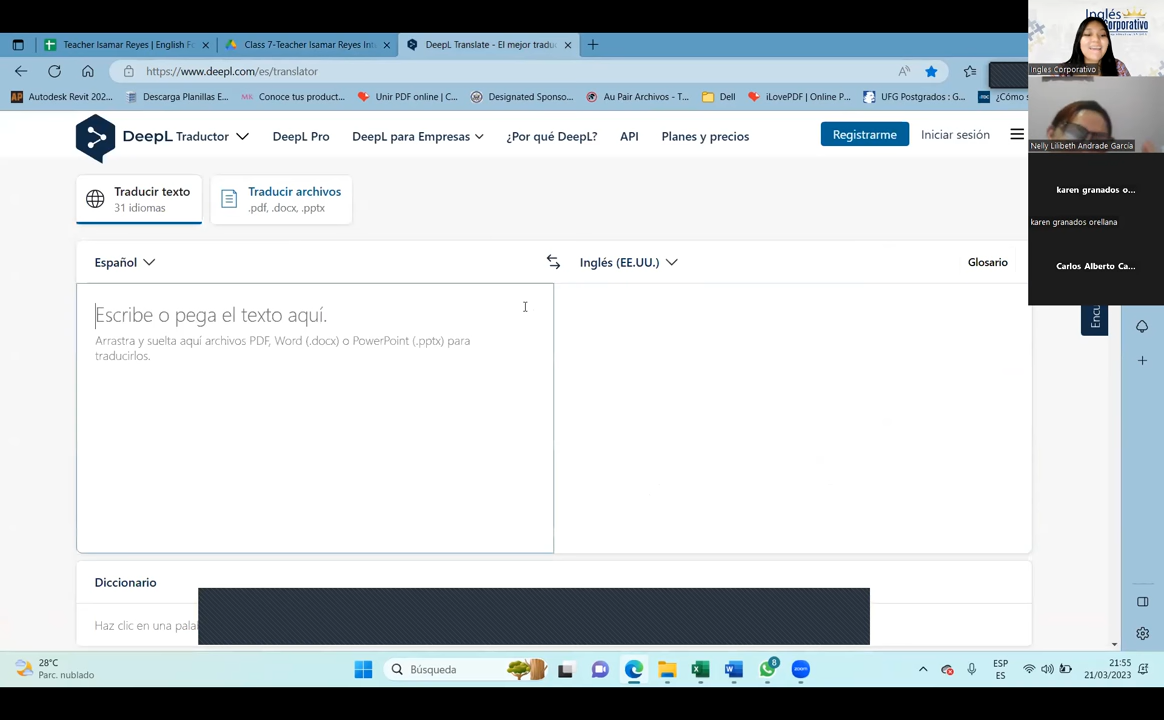 Teacher Isamar Reyes | English Fo
Class 7-Teacher Isamar Reyes Int
DeepL Translate - El mejor tradu
https://www.deepl.com/es/translator
Autodesk Revit 202...
Descarga Planillas E...
Conoce tus product...
Unir PDF online | C...
Designated Sponso...
Au Pair Archivos - T...
Dell
iLovePDF | Online P...
UFG Postgrados : G...
¿Cómo s
DeepL Traductor
DeepL Pro
DeepL para Empresas
¿Por qué DeepL?
API
Planes y precios
Registrarme
Iniciar sesión
Traducir texto
31 idiomas
Traducir archivos
.pdf, .docx, .pptx
Español
Inglés (EE.UU.)
Glosario
Escribe o pega el texto aquí.
Arrastra y suelta aquí archivos PDF, Word (.docx) o PowerPoint (.pptx) para
traducirlos.
Diccionario
Haz clic en una pala
Inglés
Corporativo
Ingles Corporativo
Nelly Lilibeth Andrade García
karen granados o...
karen granados orellana
Carlos Alberto Ca...
Encu
28°C
Parc. nublado
Búsqueda
8
ESP
ES
21:55
21/03/2023